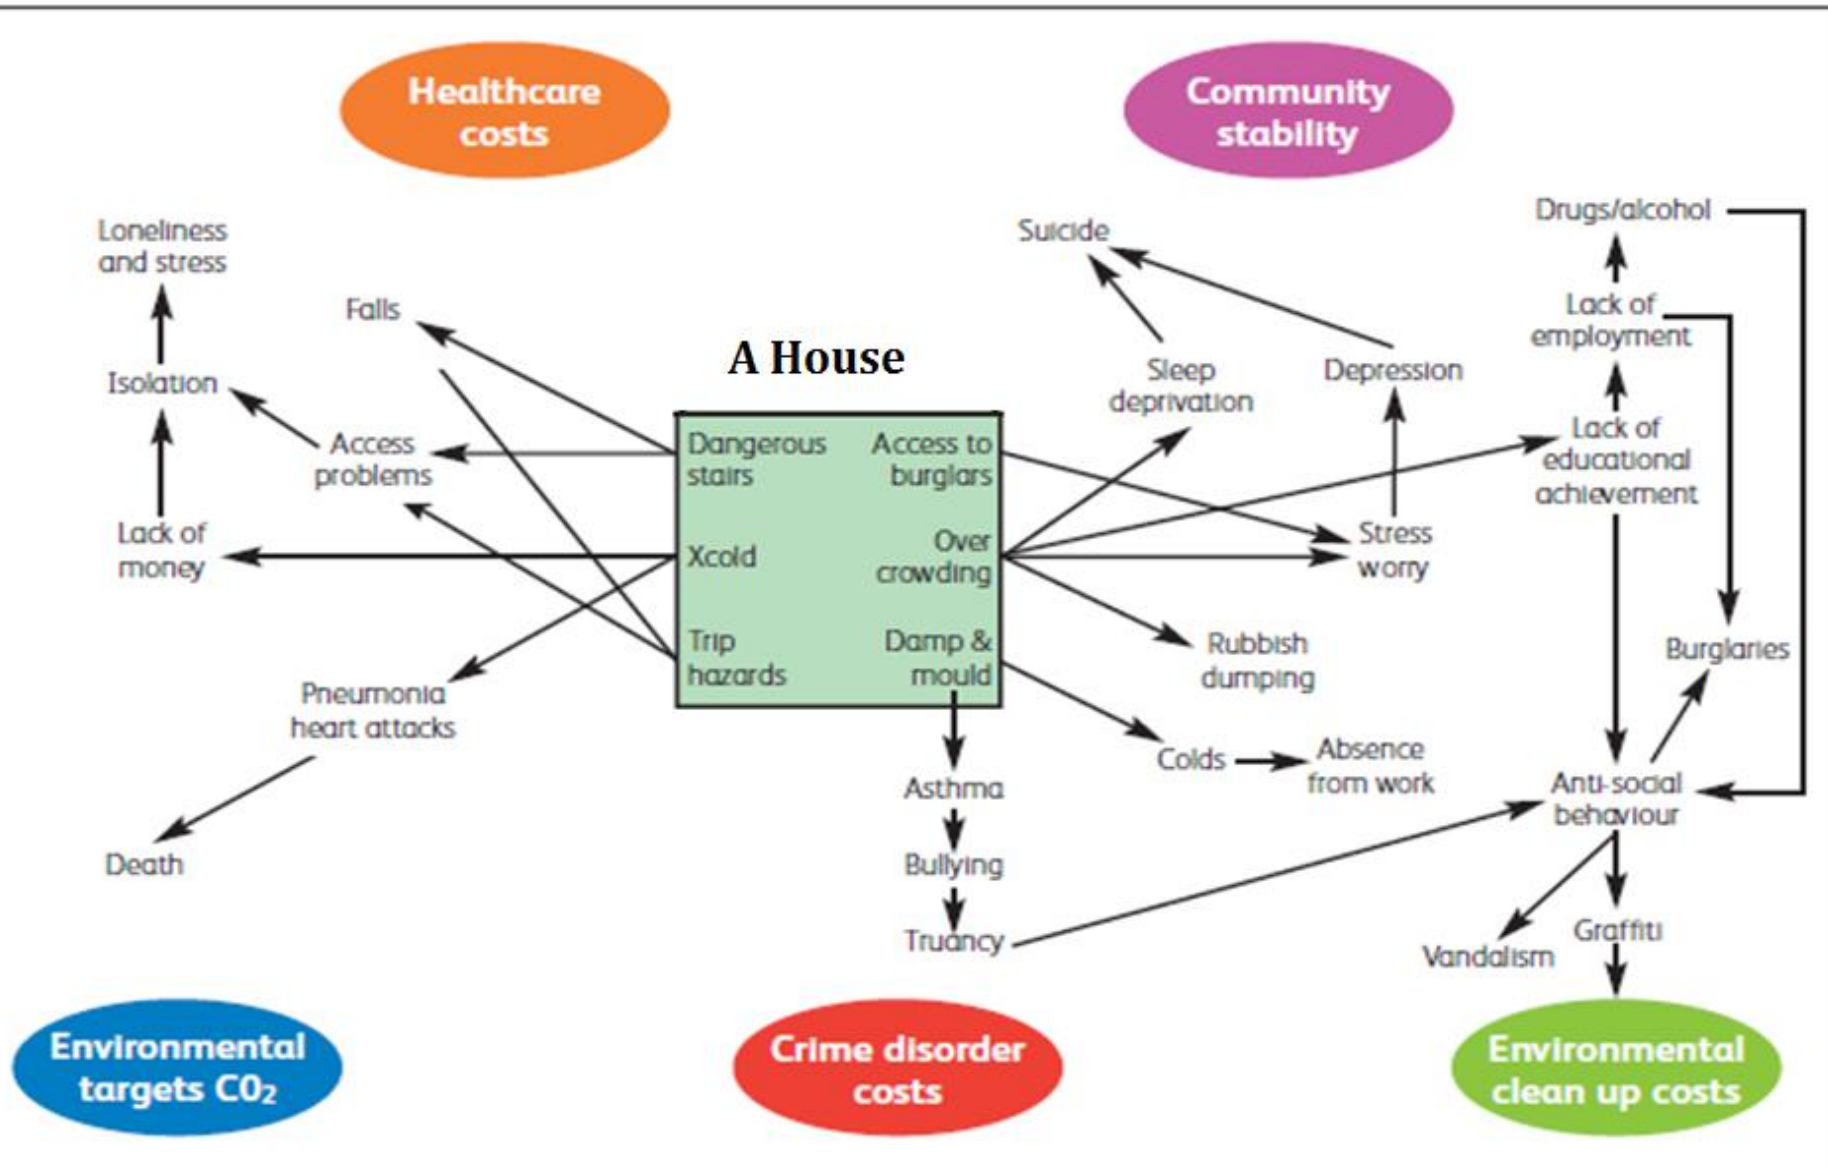 Healthcare
costs
Community
stability
Loneliness
and stress
Falls
Isolation
Access
problems
Lack of
money
Pneumonia
heart attacks
Death
A House
Dangerous
stairs
Xcold
Trip
hazards
Access to
burglars
Over
crowding
Damp &
mould
Asthma
Bullying
Truancy
Suicide
Sleep
deprivation
Depression
Stress
worry
Rubbish
dumping
Colds
Absence
from work
Drugs/alcohol
Lack of
employment
Lack of
educational
achievement
Burglaries
Anti-social
behaviour
Vandalism
Graffiti
Environmental
targets C0₂
Crime disorder
costs
Environmental
clean up costs